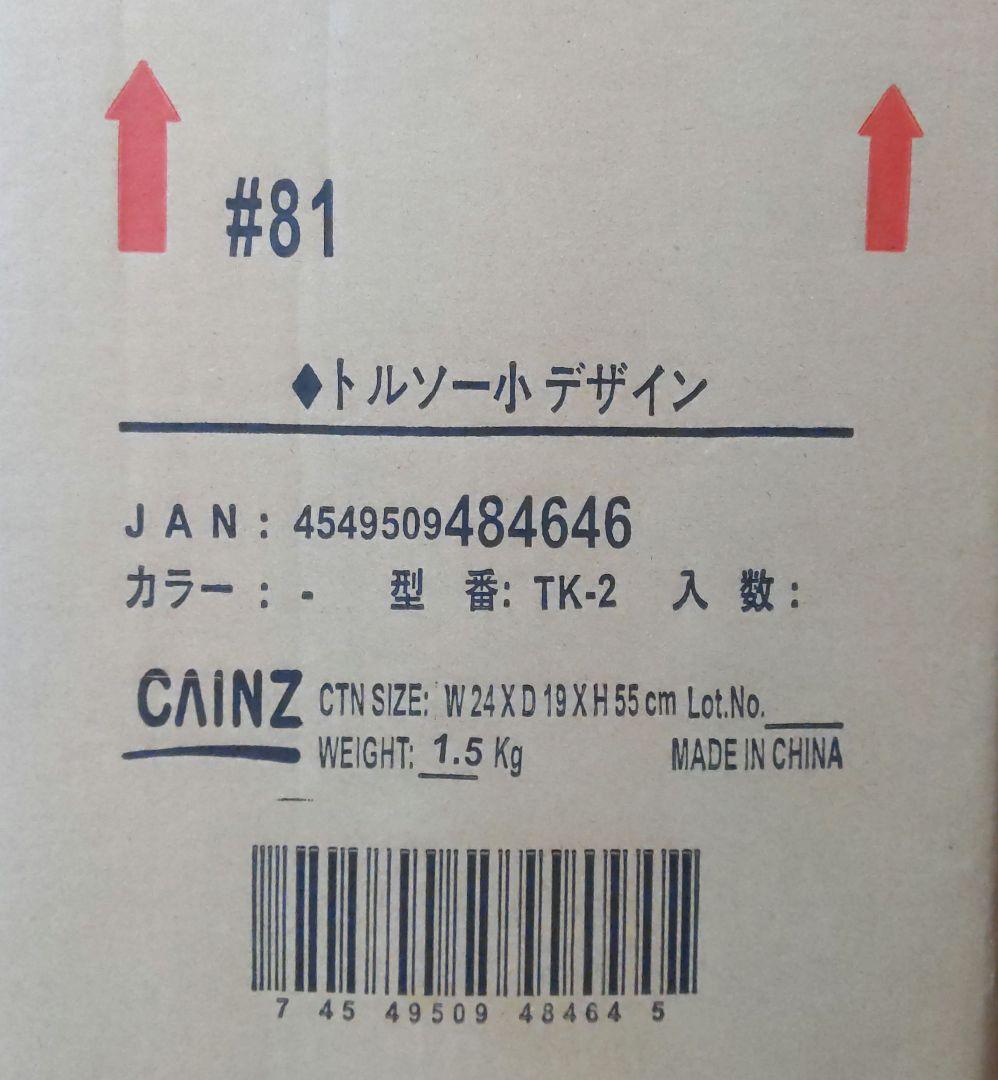 #81
◆トルソー小 デザイン
JAN: 4549509484646
カラー: - 型番: TK-2 入数:
CAINZ CTN SIZE: W 24 X D 19 X H 55 cm Lot.No.____
WEIGHT: 1.5 Kg MADE IN CHINA
7 45 49509 48464 5